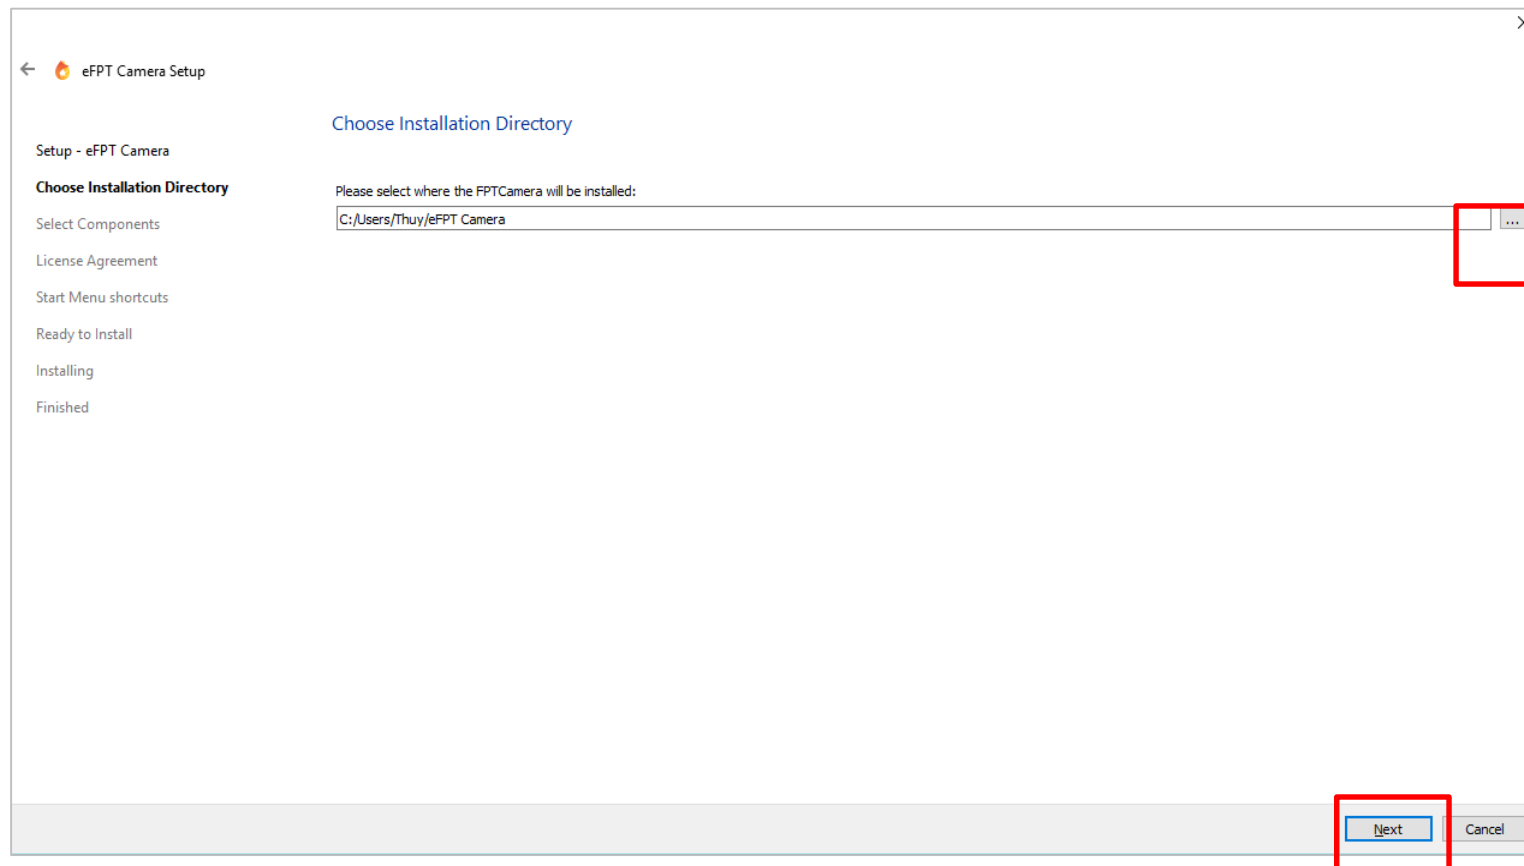 eFPT Camera Setup
Setup - eFPT Camera
Choose Installation Directory
Select Components
License Agreement
Start Menu shortcuts
Ready to Install
Installing
Finished
Choose Installation Directory
Please select where the FPTCamera will be installed:
C:/Users/Thuy/eFPT Camera
...
Next
Cancel